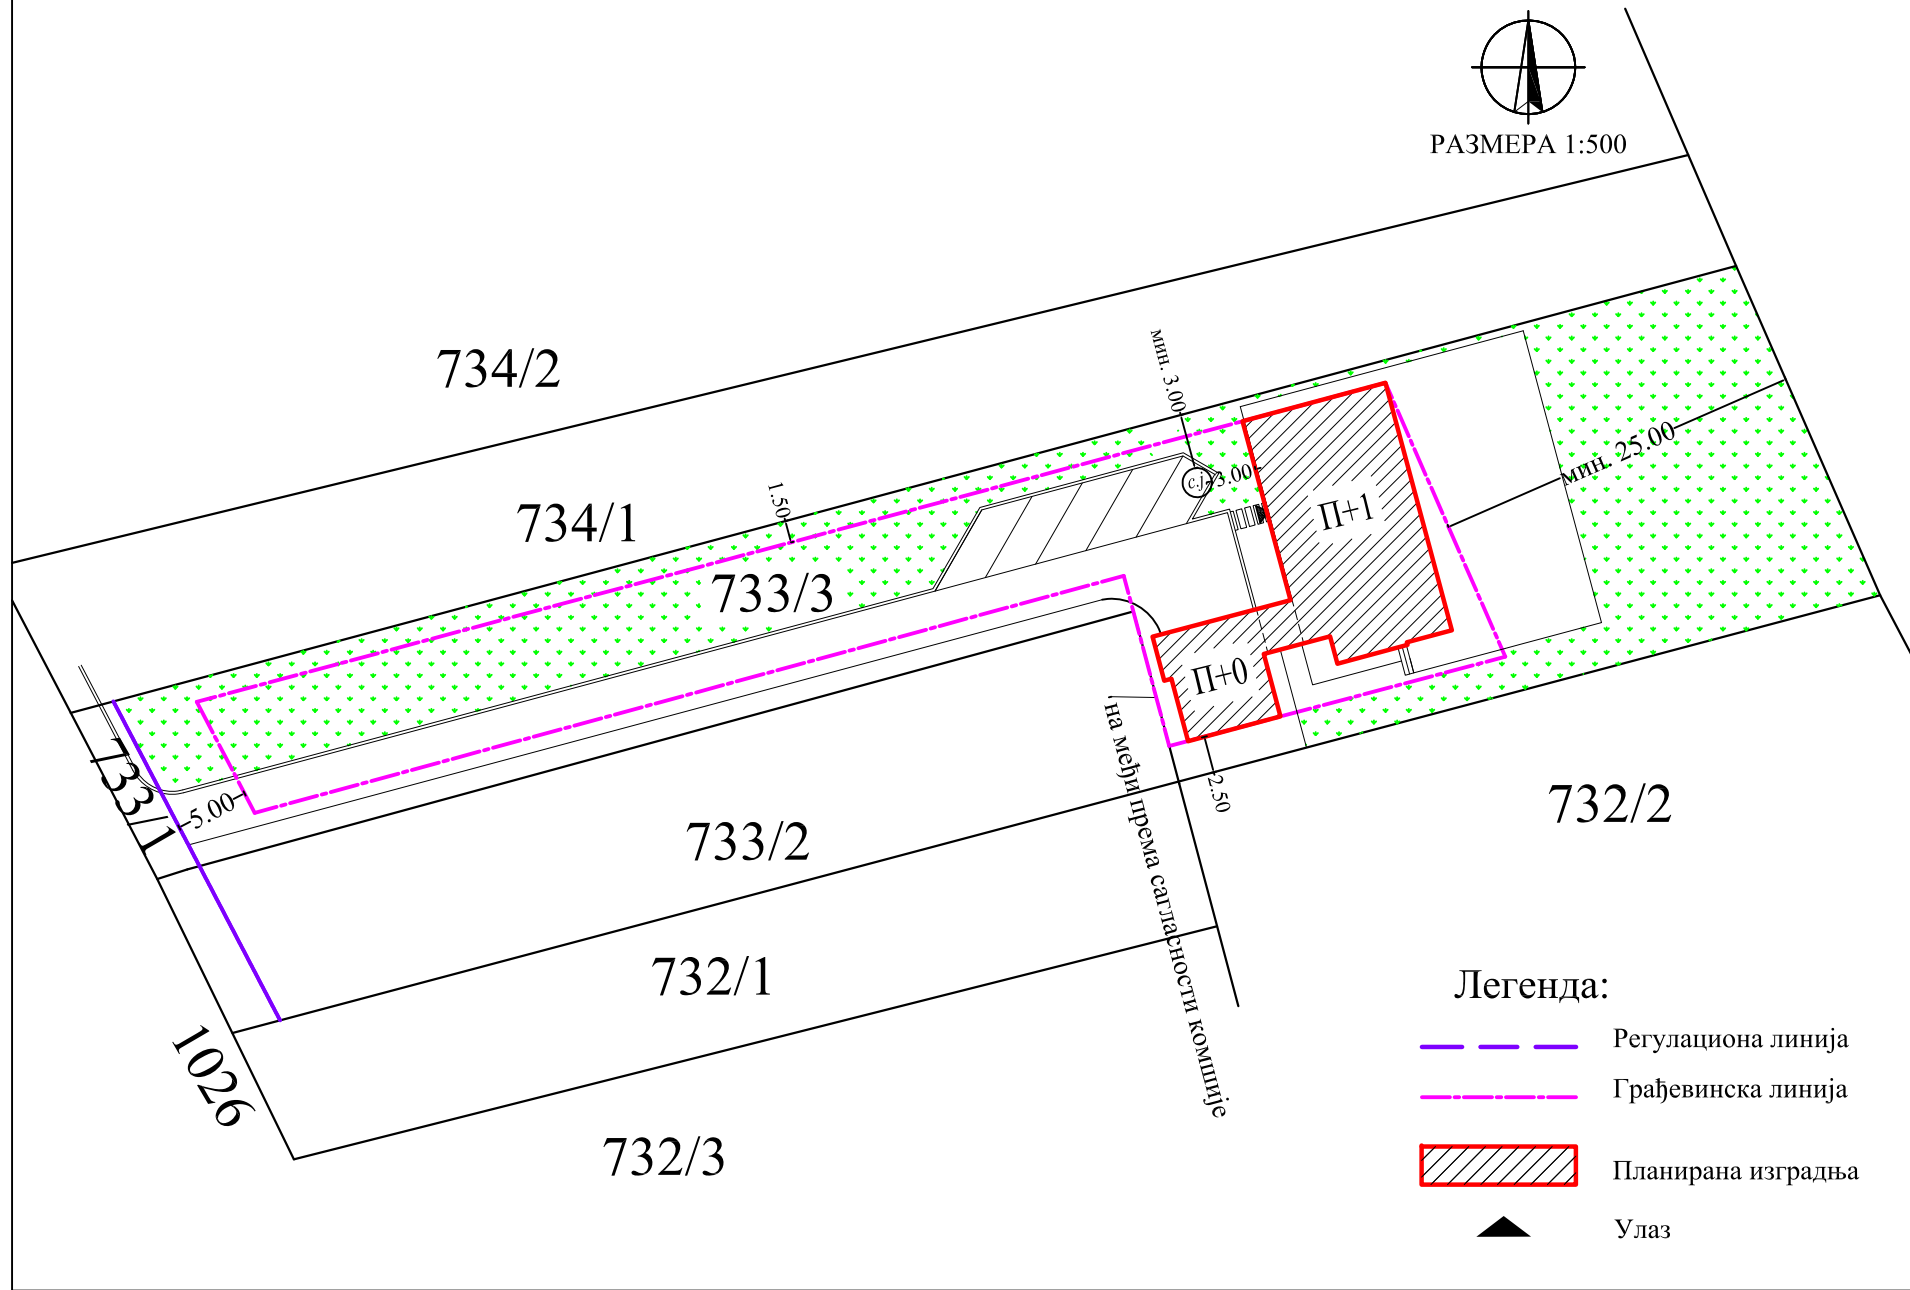 РАЗМЕРА 1:500
734/2
мин. 3.00
мин. 25.00
3.00
с.ј.
1.50
734/1
П+1
733/3
П+0
на међи према сагласности комшије
2.50
733/1
5.00
733/2
732/2
732/1
1026
732/3
Легенда:
Регулациона линија
Грађевинска линија
Планирана изградња
Улаз